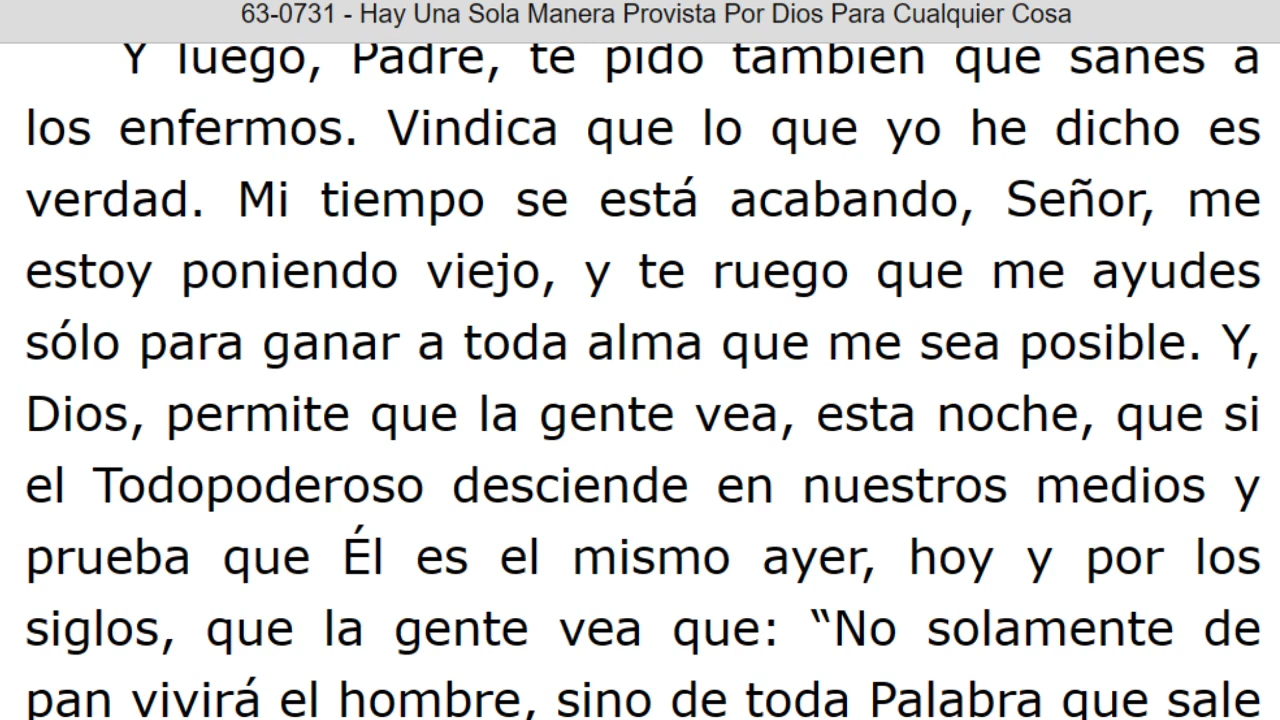 63-0731 - Hay Una Sola Manera Provista Por Dios Para Cualquier Cosa
Y luego, Padre, te pido también que sanes a
los enfermos. Vindica que lo que yo he dicho es
verdad. Mi tiempo se está acabando, Señor, me
estoy poniendo viejo, y te ruego que me ayudes
sólo para ganar a toda alma que me sea posible. Y,
Dios, permite que la gente vea, esta noche, que si
el Todopoderoso desciende en nuestros medios y
prueba que Él es el mismo ayer, hoy y por los
siglos, que la gente vea que: “No solamente de
pan vivirá el hombre, sino de toda Palabra que sale